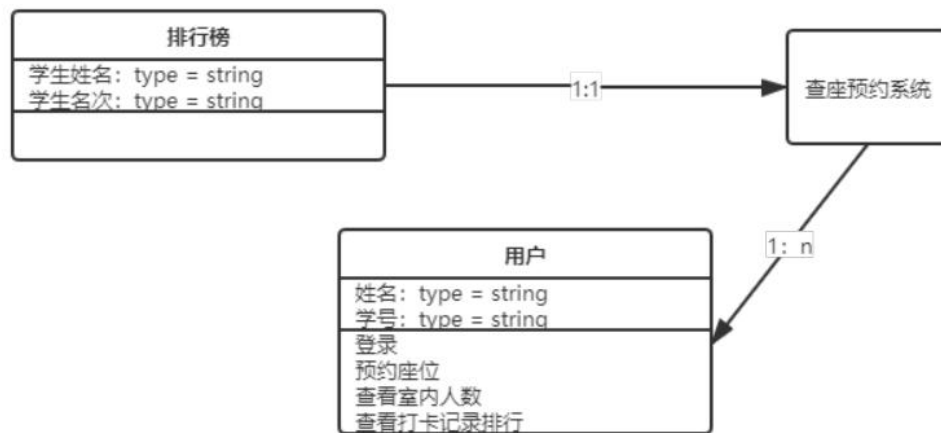 排行榜
学生姓名：type = string
学生名次：type = string
1:1
查座预约系统
1：n
用户
姓名：type = string
学号：type = string
登录
预约座位
查看室内人数
查看打卡记录排行